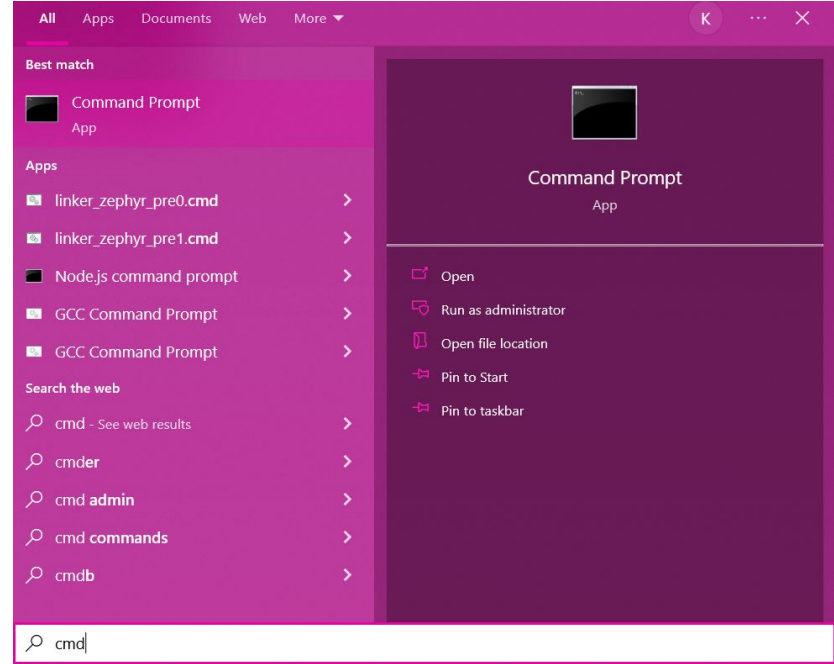 All Apps Documents Web More
K ...
Best match
Command Prompt
App
Apps
linker_zephyr_pre0.cmd
linker_zephyr_pre1.cmd
Node.js command prompt
GCC Command Prompt
GCC Command Prompt
Search the web
cmd - See web results
cmder
cmd admin
cmd commands
cmdb
Command Prompt
App
Open
Run as administrator
Open file location
Pin to Start
Pin to taskbar
cmd